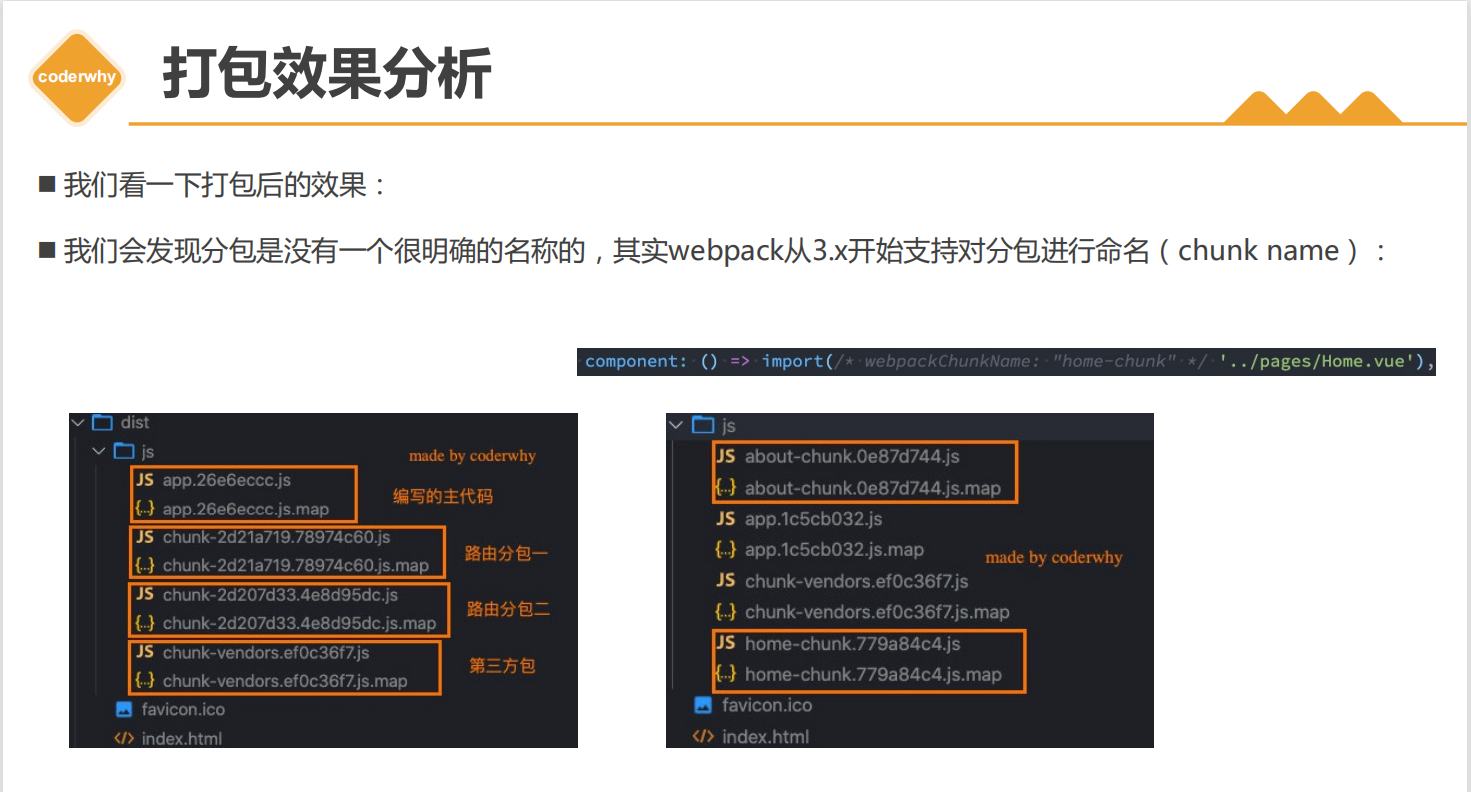 coderwhy
打包效果分析
■ 我们看一下打包后的效果：
■ 我们会发现分包是没有一个很明确的名称的，其实webpack从3.x开始支持对分包进行命名（chunk name）：
component: () => import(/* webpackChunkName: "home-chunk" */ '../pages/Home.vue'),
dist
js
made by coderwhy
JS app.26e6eccc.js
编写的主代码
{..} app.26e6eccc.js.map
JS chunk-2d21a719.78974c60.js
路由分包一
{..} chunk-2d21a719.78974c60.js.map
JS chunk-2d207d33.4e8d95dc.js
路由分包二
{..} chunk-2d207d33.4e8d95dc.js.map
JS chunk-vendors.ef0c36f7.js
第三方包
{..} chunk-vendors.ef0c36f7.js.map
favicon.ico
</> index.html
js
JS about-chunk.0e87d744.js
{..} about-chunk.0e87d744.js.map
JS app.1c5cb032.js
{..} app.1c5cb032.js.map
made by coderwhy
JS chunk-vendors.ef0c36f7.js
{..} chunk-vendors.ef0c36f7.js.map
JS home-chunk.779a84c4.js
{..} home-chunk.779a84c4.js.map
favicon.ico
</> index.html